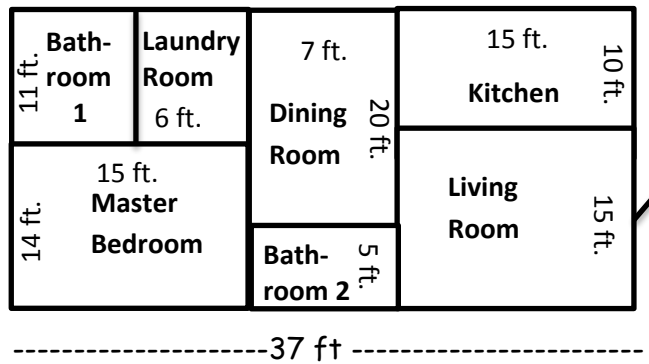 11 ft.
Bath-
room
1
Laundry
Room
6 ft.
7 ft.
Dining
Room
20 ft.
15 ft.
Kitchen
10 ft.
15 ft.
Master
Bedroom
14 ft.
Bath-
room 2
5 ft.
Living
Room
15 ft.
---------------------37 ft ------------------------